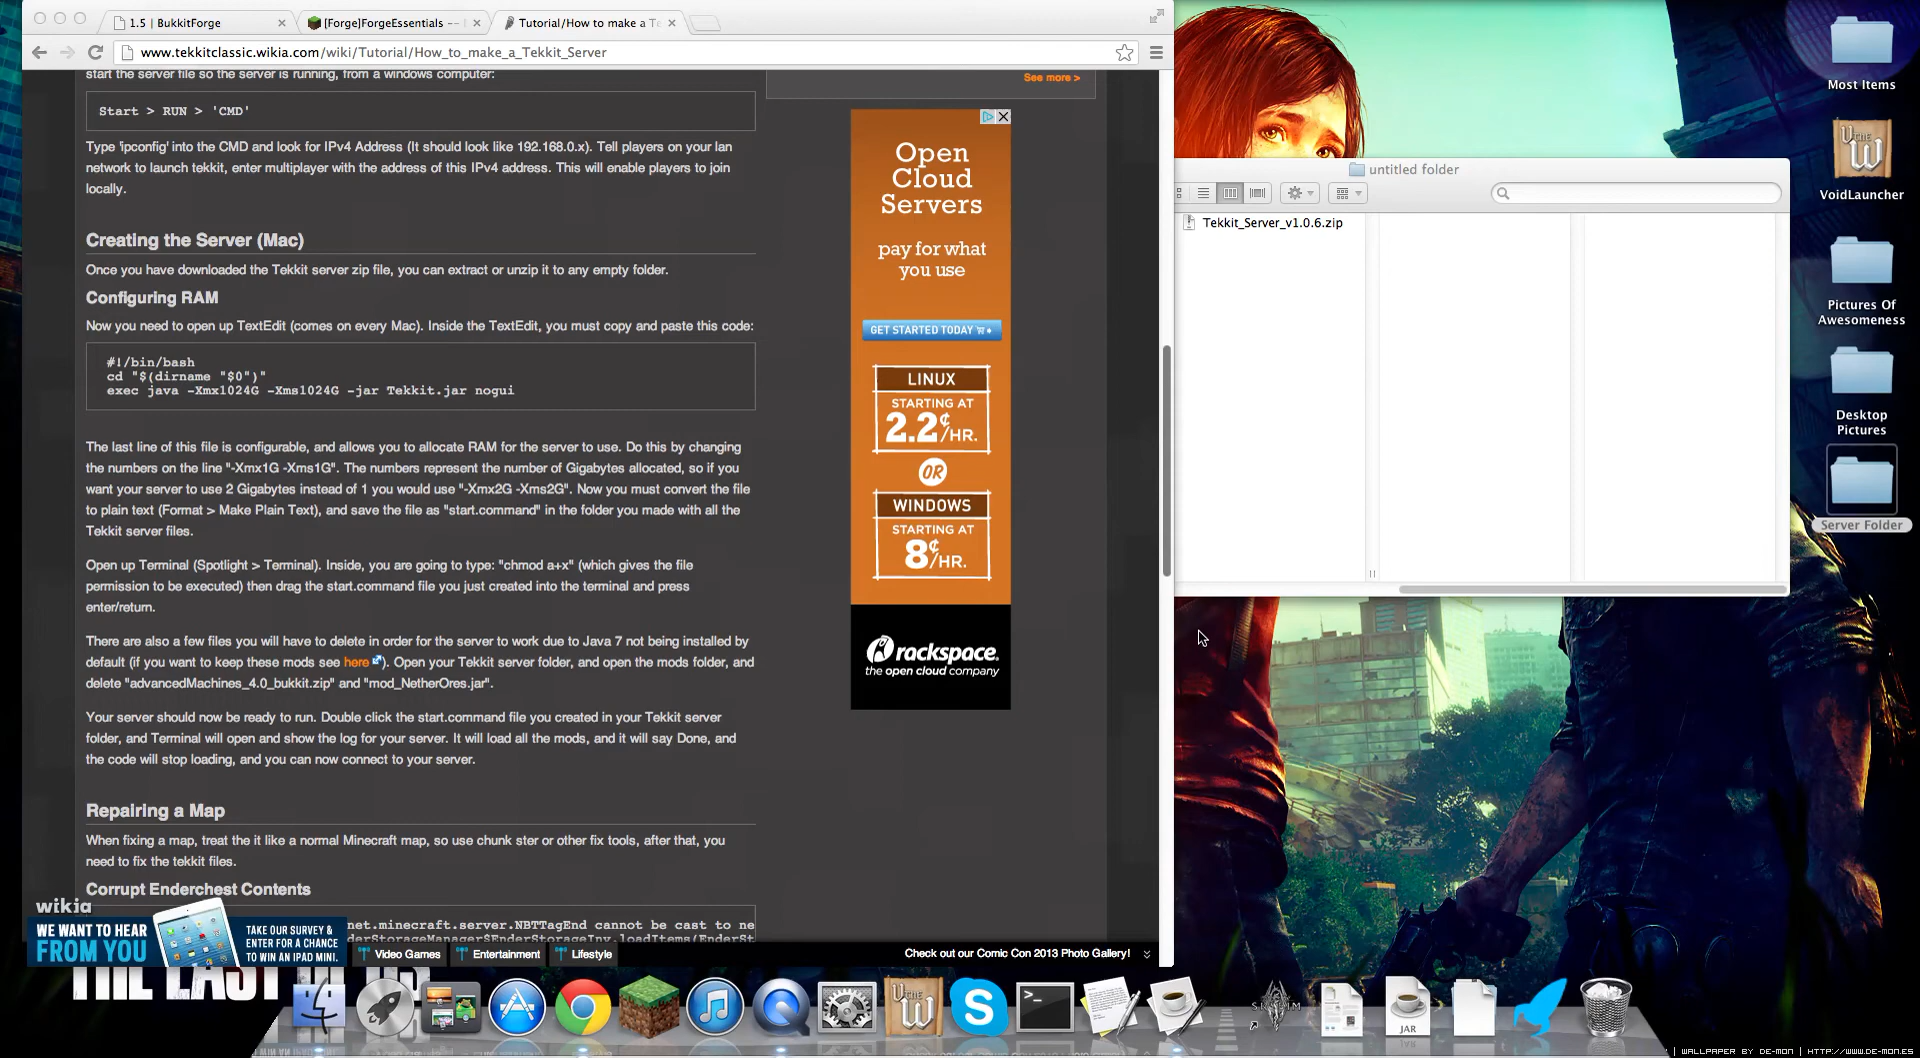 1.5 | BukkitForge
[Forge]ForgeEssentials --
Tutorial/How to make a Te
www.tekkitclassic.wikia.com/wiki/Tutorial/How_to_make_a_Tekkit_Server
start the server file so the server is running, from a windows computer:
Start > RUN > 'CMD'
Type 'ipconfig' into the CMD and look for IPv4 Address (It should look like 192.168.0.x). Tell players on your lan
network to launch tekkit, enter multiplayer with the address of this IPv4 address. This will enable players to join
locally.
Creating the Server (Mac)
Once you have downloaded the Tekkit server zip file, you can extract or unzip it to any empty folder.
Configuring RAM
Now you need to open up TextEdit (comes on every Mac). Inside the TextEdit, you must copy and paste this code:
#!/bin/bash
cd "$(dirname "$0")"
exec java -Xmx1024G -Xms1024G -jar Tekkit.jar nogui
The last line of this file is configurable, and allows you to allocate RAM for the server to use. Do this by changing
the numbers on the line "-Xmx1G -Xms1G". The numbers represent the number of Gigabytes allocated, so if you
want your server to use 2 Gigabytes instead of 1 you would use "-Xmx2G -Xms2G". Now you must convert the file
to plain text (Format > Make Plain Text), and save the file as "start.command" in the folder you made with all the
Tekkit server files.
Open up Terminal (Spotlight > Terminal). Inside, you are going to type: "chmod a+x" (which gives the file
permission to be executed) then drag the start.command file you just created into the terminal and press
enter/return.
There are also a few files you will have to delete in order for the server to work due to Java 7 not being installed by
default (if you want to keep these mods see here ). Open your Tekkit server folder, and open the mods folder, and
delete "advancedMachines_4.0_bukkit.zip" and "mod_NetherOres.jar".
Your server should now be ready to run. Double click the start.command file you created in your Tekkit server
folder, and Terminal will open and show the log for your server. It will load all the mods, and it will say Done, and
the code will stop loading, and you can now connect to your server.
Repairing a Map
When fixing a map, treat the it like a normal Minecraft map, so use chunk ster or other fix tools, after that, you
need to fix the tekkit files.
Corrupt Enderchest Contents
net.minecraft.server.NBTTagEnd cannot be cast to ne
derStorageManager$EnderStorageInv.loadItems(EnderSt
See more >
Open
Cloud
Servers
pay for what
you use
GET STARTED TODAY
LINUX
STARTING AT
2.2¢/HR.
OR
WINDOWS
STARTING AT
8¢/HR.
rackspace.
the open cloud company
wikia
WE WANT TO HEAR
FROM YOU
TAKE OUR SURVEY &
ENTER FOR A CHANCE
TO WIN AN IPAD MINI.
Video Games
Entertainment
Lifestyle
Check out our Comic Con 2013 Photo Gallery!
untitled folder
Tekkit_Server_v1.0.6.zip
Most Items
VoidLauncher
Pictures Of
Awesomeness
Desktop
Pictures
Server Folder
JAR
| WALLPAPER BY DE-MON | HTTP://WWW.DE-MON.ES